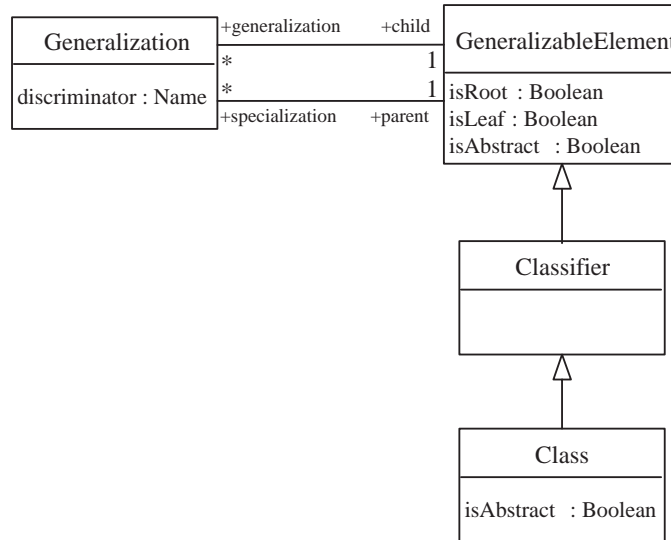 Generalization
discriminator : Name
+generalization
+child
*
1
*
1
+specialization
+parent
GeneralizableElement
isRoot : Boolean
isLeaf : Boolean
isAbstract : Boolean
Classifier
Class
isAbstract : Boolean